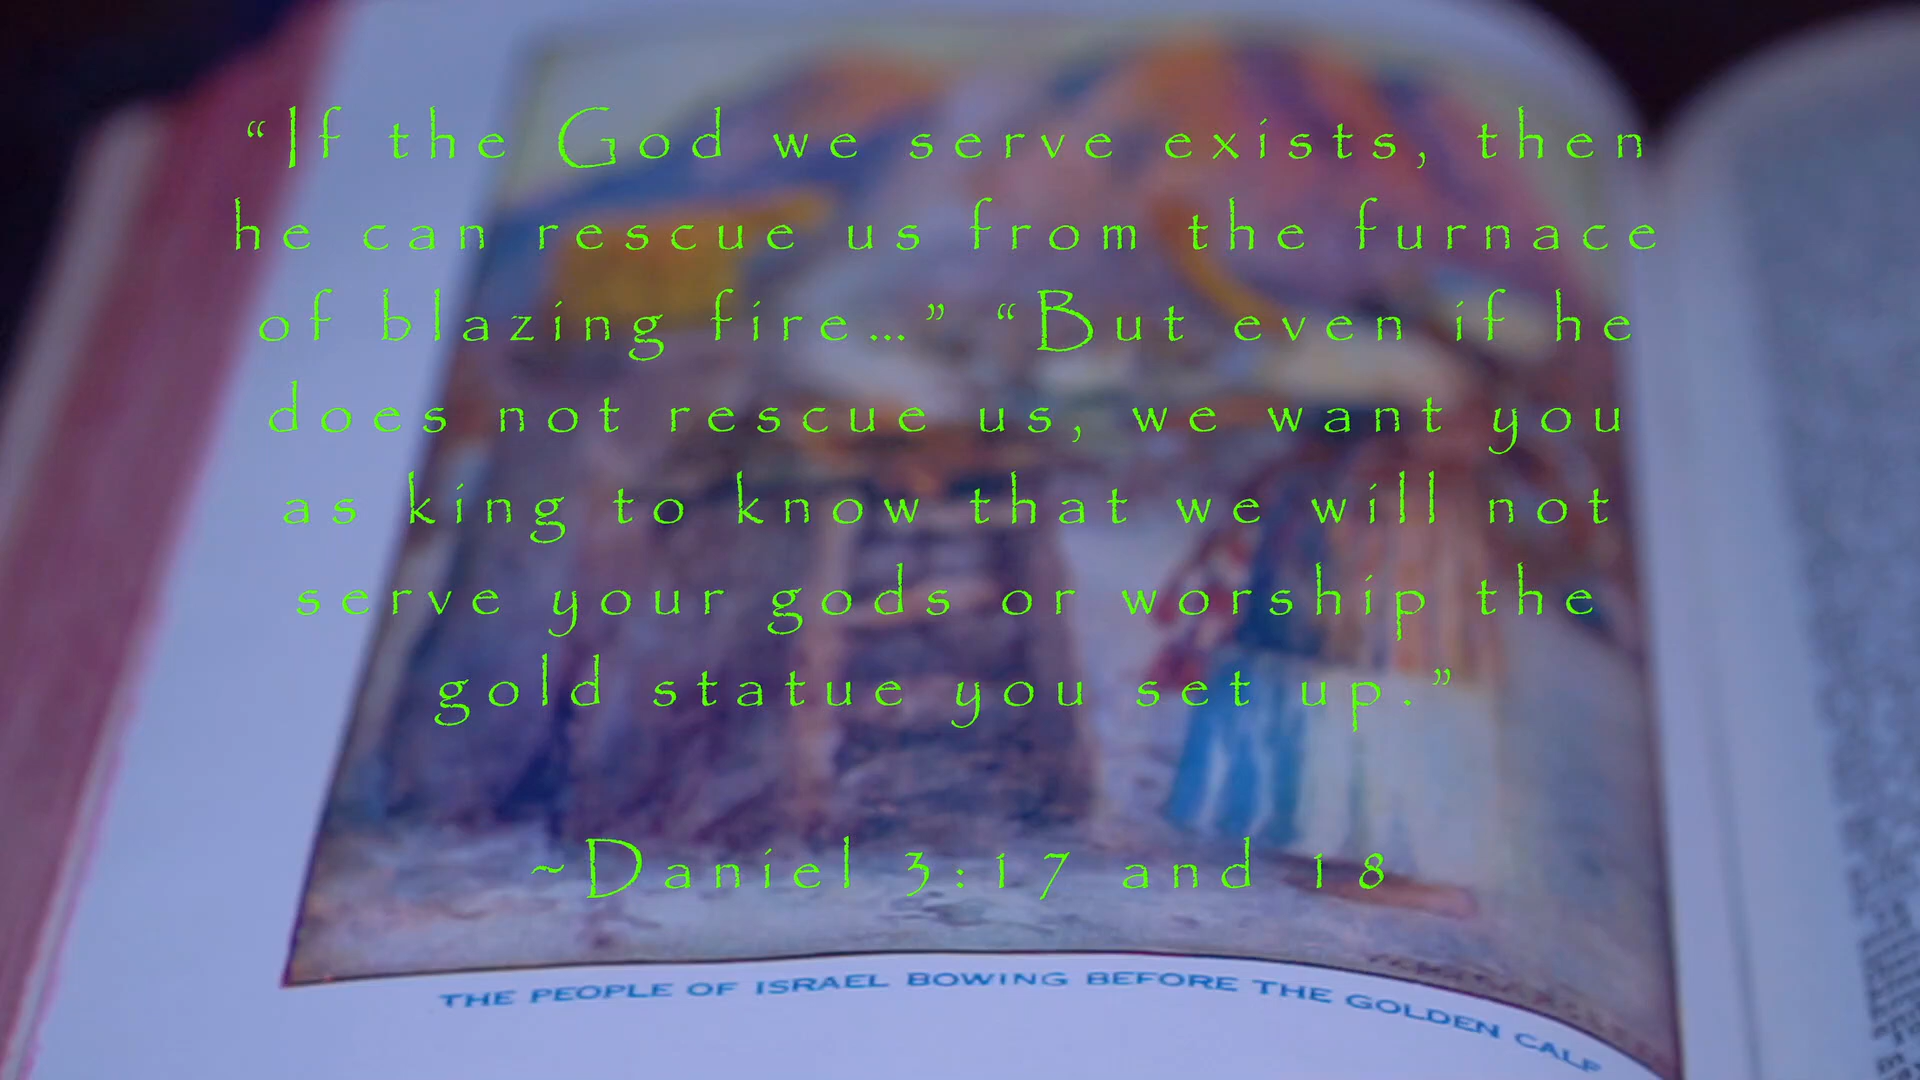 “If the God we serve exists, then
he can rescue us from the furnace
of blazing fire…” “But even if he
does not rescue us, we want you
as king to know that we will not
serve your gods or worship the
gold statue you set up.”
~Daniel 3:17 and 18
THE PEOPLE OF ISRAEL BOWING BEFORE THE GOLDEN CALF